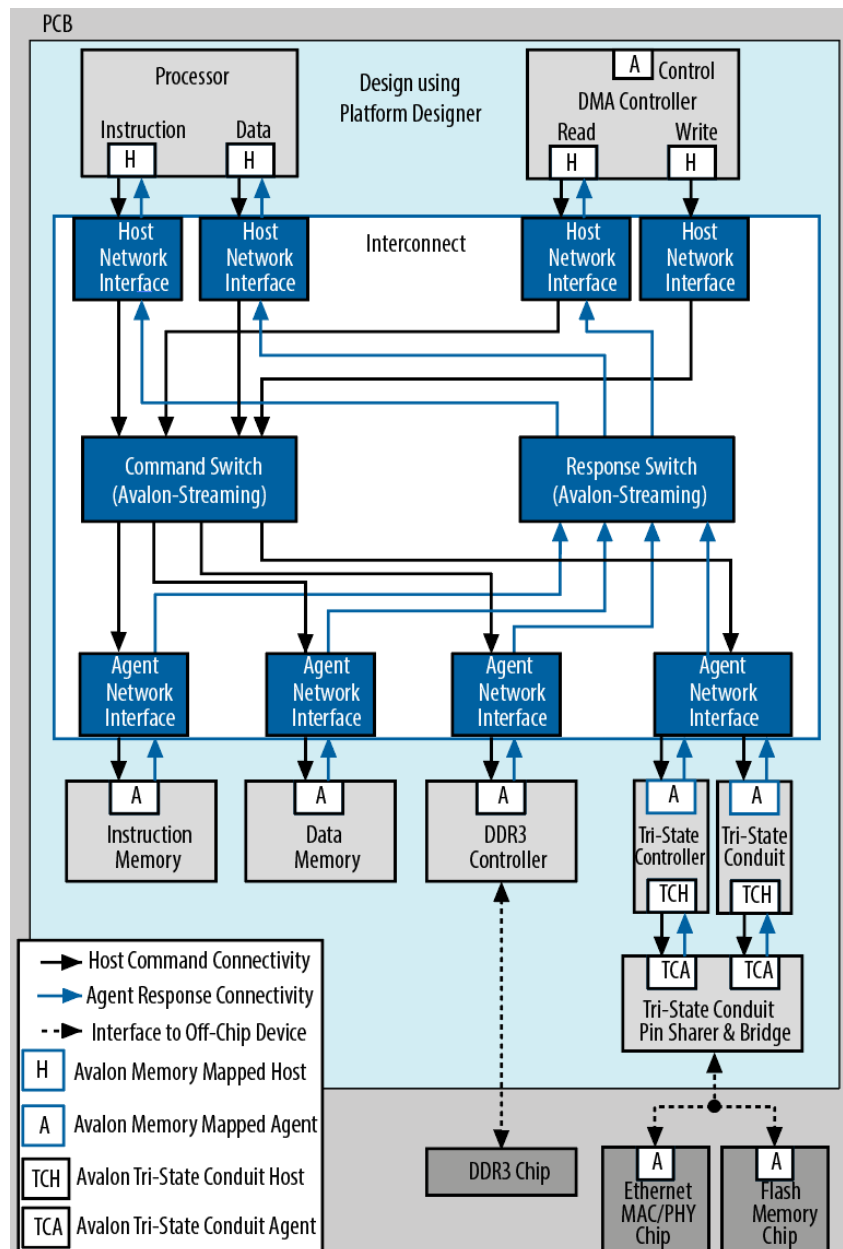 PCB
Processor
Instruction
Data
H
H
Design using
Platform Designer
A
Control
DMA Controller
Read
Write
H
H
Interconnect
Host
Network
Interface
Host
Network
Interface
Host
Network
Interface
Host
Network
Interface
Command Switch
(Avalon-Streaming)
Response Switch
(Avalon-Streaming)
Agent
Network
Interface
Agent
Network
Interface
Agent
Network
Interface
Agent
Network
Interface
A
Instruction
Memory
A
Data
Memory
A
DDR3
Controller
A
Tri-State
Controller
TCH
A
Tri-State
Conduit
TCH
TCA
TCA
Tri-State Conduit
Pin Sharer & Bridge
Host Command Connectivity
Agent Response Connectivity
Interface to Off-Chip Device
H Avalon Memory Mapped Host
A Avalon Memory Mapped Agent
TCH Avalon Tri-State Conduit Host
TCA Avalon Tri-State Conduit Agent
DDR3 Chip
A
Ethernet
MAC/PHY
Chip
A
Flash
Memory
Chip